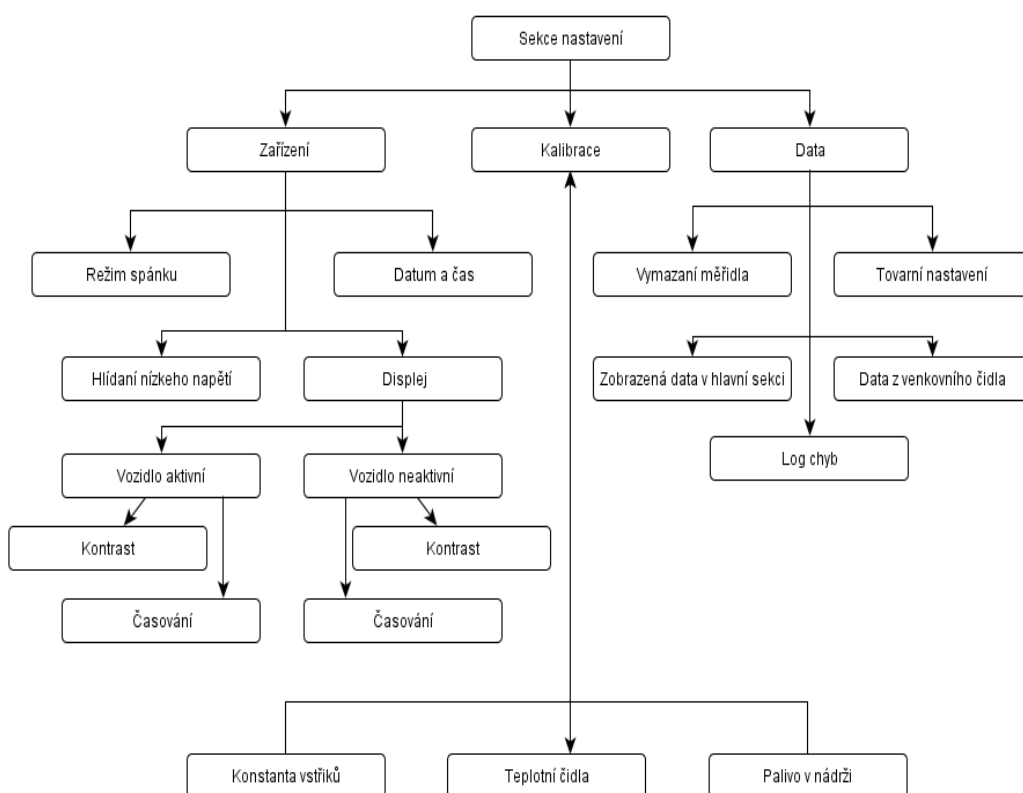 Sekce nastavení
Zařízení
Kalibrace
Data
Režim spánku
Datum a čas
Vymazaní měřidla
Tovarní nastavení
Hlídaní nízkeho napětí
Displej
Zobrazená data v hlavní sekci
Data z venkovního čidla
Vozidlo aktivní
Vozidlo neaktivní
Log chyb
Kontrast
Kontrast
Časování
Časování
Konstanta vstřiků
Teplotní čidla
Palivo v nádrži